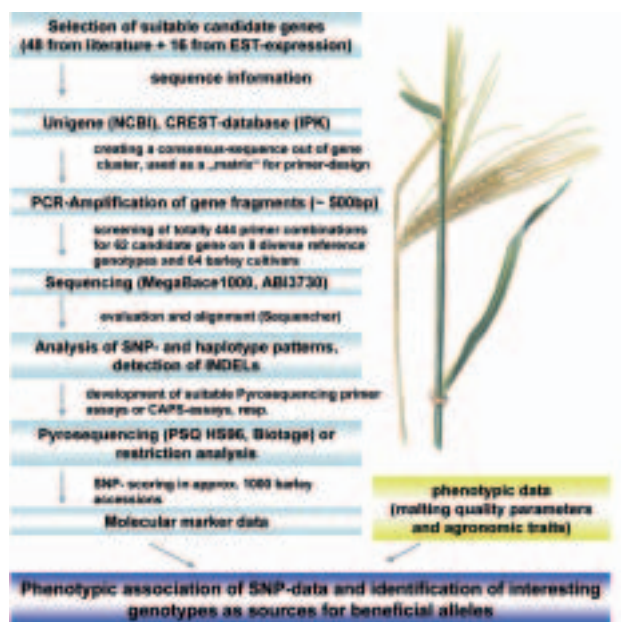 Selection of suitable candidate genes
(48 from literature + 16 from EST-expression)
sequence information
Unigene (NCBI), CREST-database (IPK)
creating a consensus-sequence out of gene
cluster, used as a „matrix“ for primer-design
PCR-Amplification of gene fragments (~ 500bp)
screening of totally 444 primer combinations
for 62 candidate gene on 8 diverse reference
genotypes and 64 barley cultivars
Sequencing (MegaBace1000, ABI3730)
evaluation and alignment (Sequencher)
Analysis of SNP- and haplotype patterns,
detection of INDELs
development of suitable Pyrosequencing primer
assays or CAPS-assays, resp.
Pyrosequencing (PSQ HS96, Biotage) or
restriction analysis
SNP- scoring in approx. 1000 barley
accessions
Molecular marker data
phenotypic data
(malting quality parameters
and agronomic traits)
Phenotypic association of SNP-data and identification of interesting
genotypes as sources for beneficial alleles